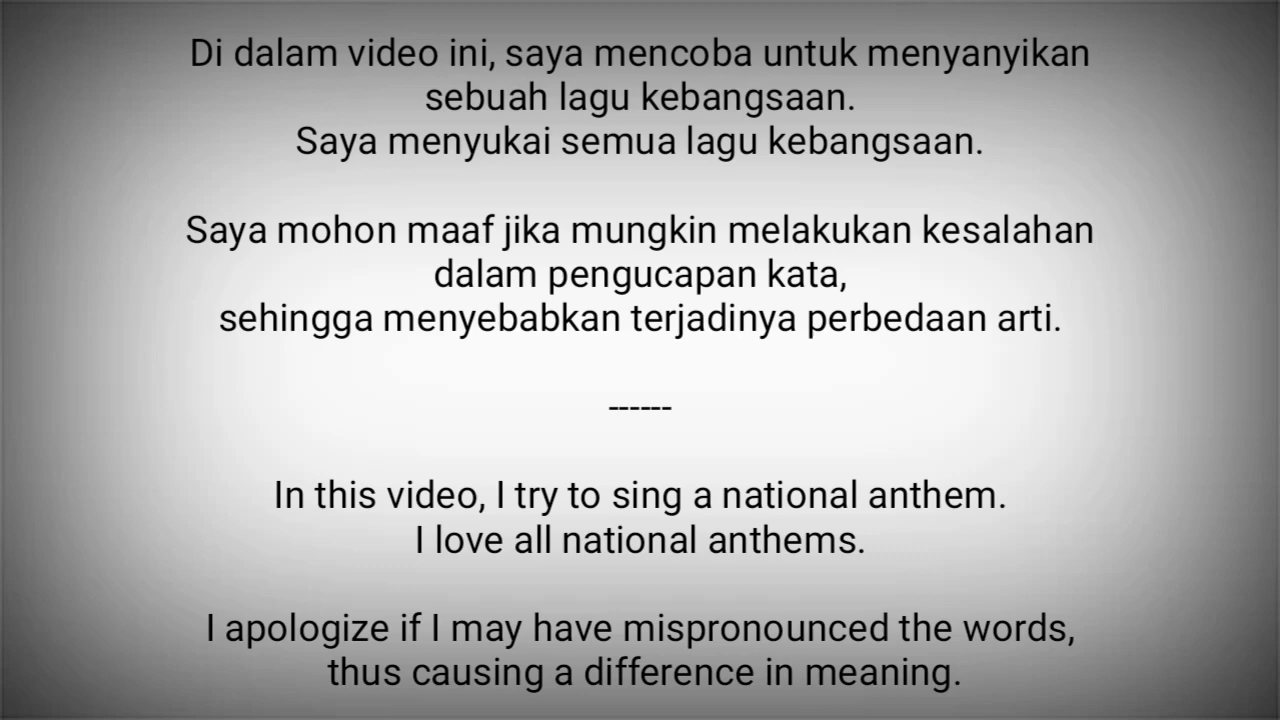 Di dalam video ini, saya mencoba untuk menyanyikan
sebuah lagu kebangsaan.
Saya menyukai semua lagu kebangsaan.
Saya mohon maaf jika mungkin melakukan kesalahan
dalam pengucapan kata,
sehingga menyebabkan terjadinya perbedaan arti.
------
In this video, I try to sing a national anthem.
I love all national anthems.
I apologize if I may have mispronounced the words,
thus causing a difference in meaning.